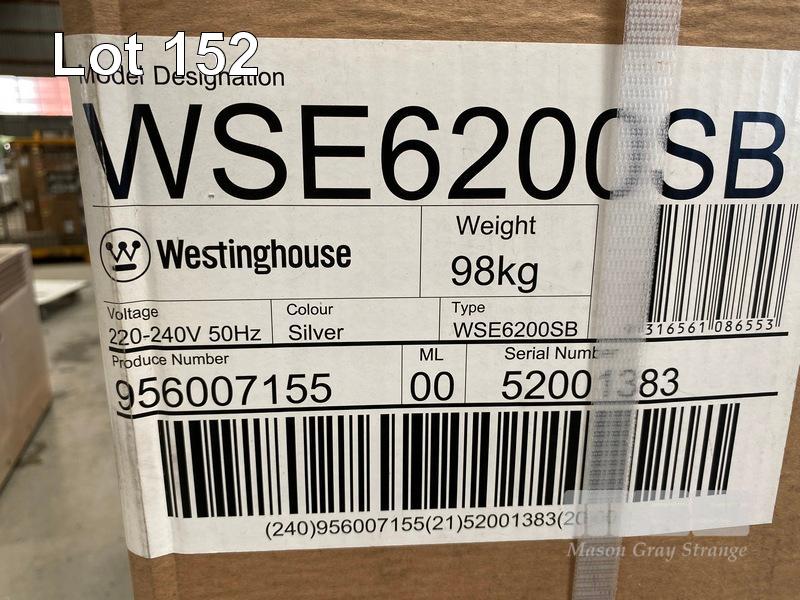 Lot 152
Model Designation
WSE6200SB
Westinghouse
Weight
98kg
Voltage
220-240V 50Hz
Colour
Silver
Type
WSE6200SB
316561 086553
Produce Number
956007155
ML
00
Serial Number
52001383
(240)956007155(21)52001383(20
Mason Gray Strange